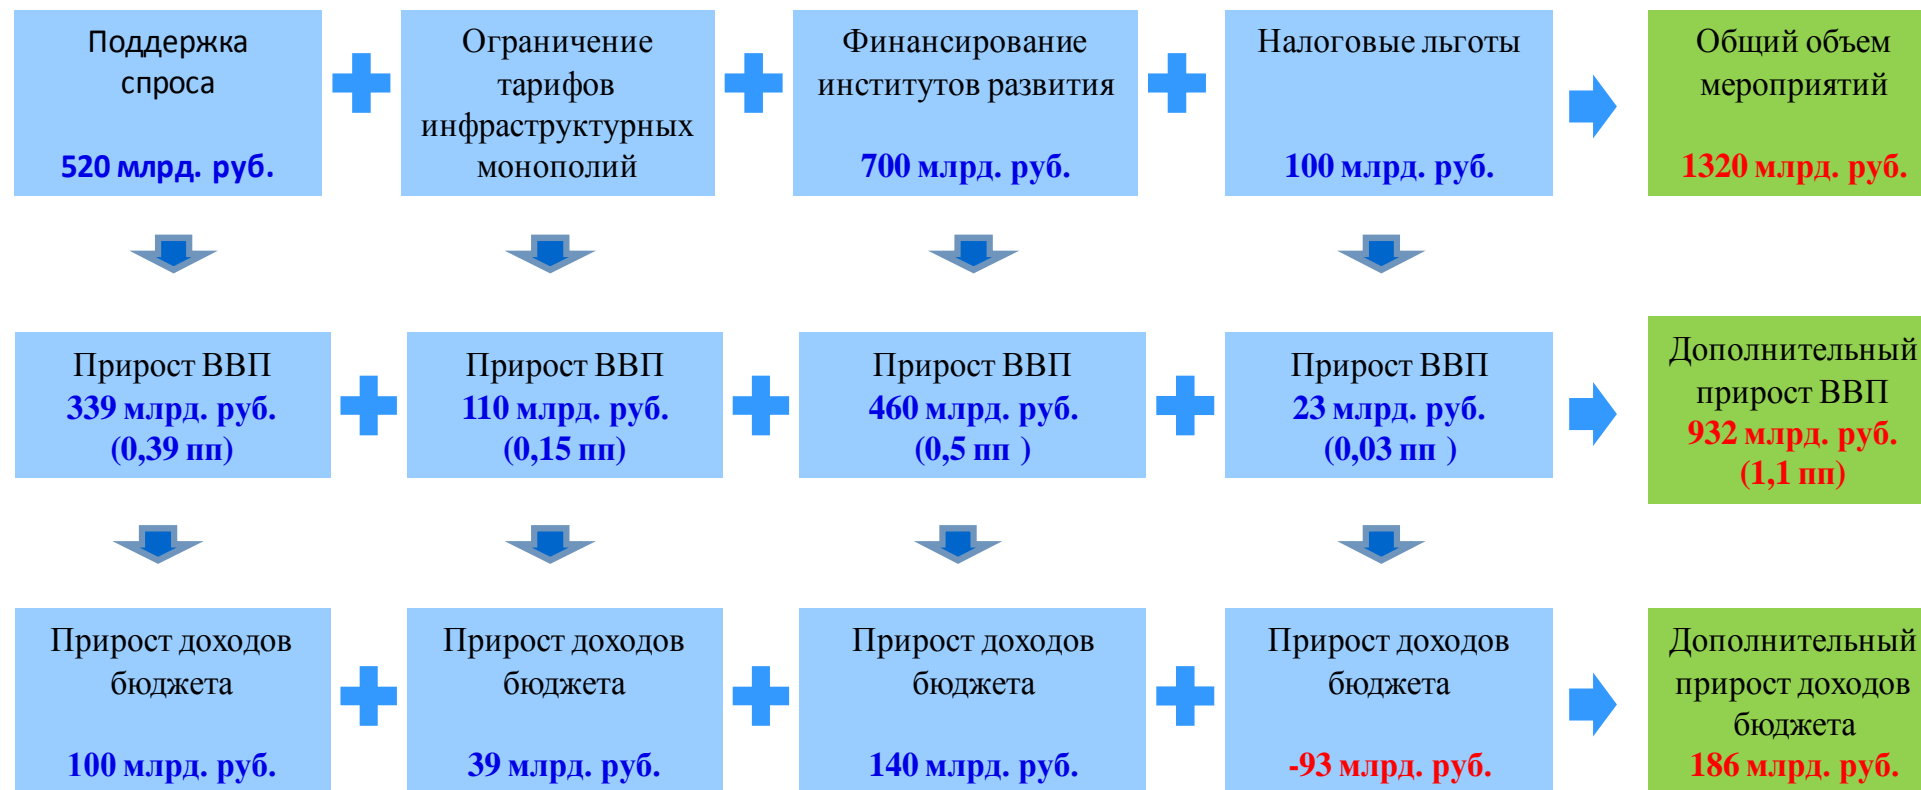 Поддержка
спроса
520 млрд. руб.
Ограничение
тарифов
инфраструктурных
монополий
Финансирование
институтов развития
700 млрд. руб.
Налоговые льготы
100 млрд. руб.
Общий объем
мероприятий
1320 млрд. руб.
Прирост ВВП
339 млрд. руб.
(0,39 пп)
Прирост ВВП
110 млрд. руб.
(0,15 пп)
Прирост ВВП
460 млрд. руб.
(0,5 пп )
Прирост ВВП
23 млрд. руб.
(0,03 пп )
Дополнительный
прирост ВВП
932 млрд. руб.
(1,1 пп)
Прирост доходов
бюджета
100 млрд. руб.
Прирост доходов
бюджета
39 млрд. руб.
Прирост доходов
бюджета
140 млрд. руб.
Прирост доходов
бюджета
-93 млрд. руб.
Дополнительный
прирост доходов
бюджета
186 млрд. руб.